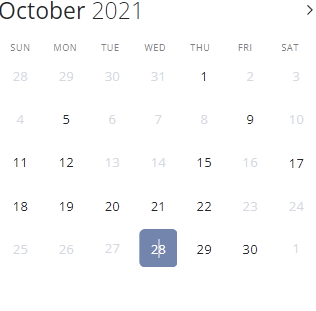 October 2021
SUN MON TUE WED THU FRI SAT
28 29 30 31 1 2 3
4 5 6 7 8 9 10
11 12 13 14 15 16 17
18 19 20 21 22 23 24
25 26 27 28 29 30 1